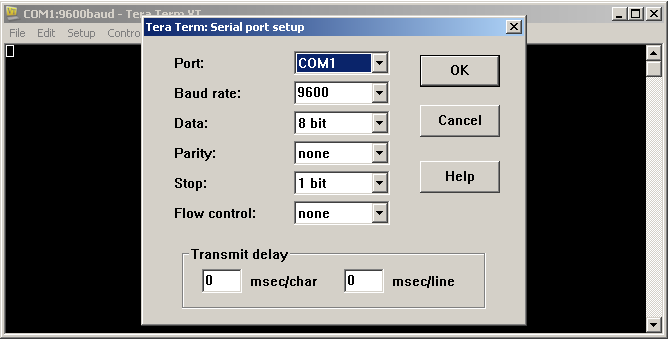 COM1:9600baud - Tera Term VT
File Edit Setup Contro
Tera Term: Serial port setup
Port: COM1 OK
Baud rate: 9600
Data: 8 bit Cancel
Parity: none
Stop: 1 bit Help
Flow control: none
Transmit delay
0 msec/char 0 msec/line